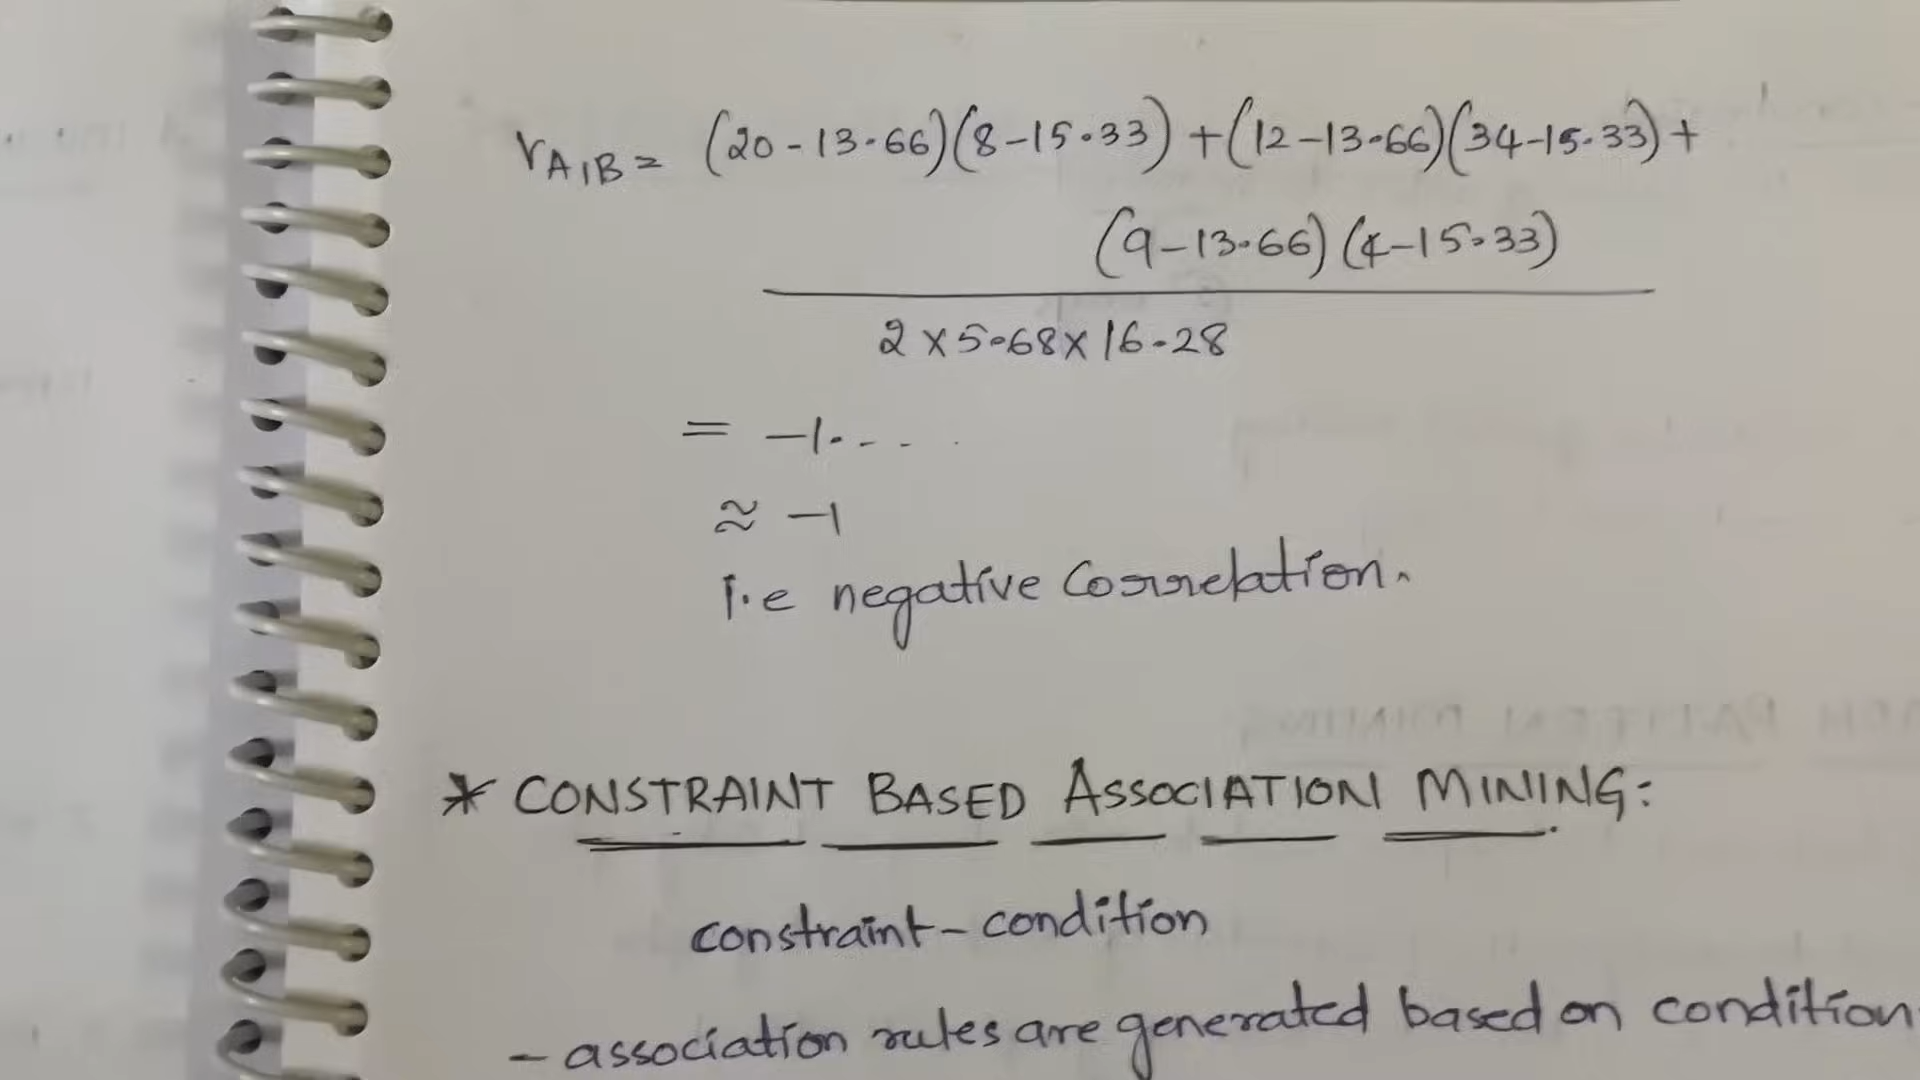 r A,B = (20-13.66)(8-15.33) + (12-13.66)(34-15.33) +
(9-13.66) (4-15.33)
2 x 5.68 x 16.28
= -1. - - .
≈ -1
i.e negative Correlation.
* CONSTRAINT BASED ASSOCIATION MINING:
constraint - condition
- association rules are generated based on condition